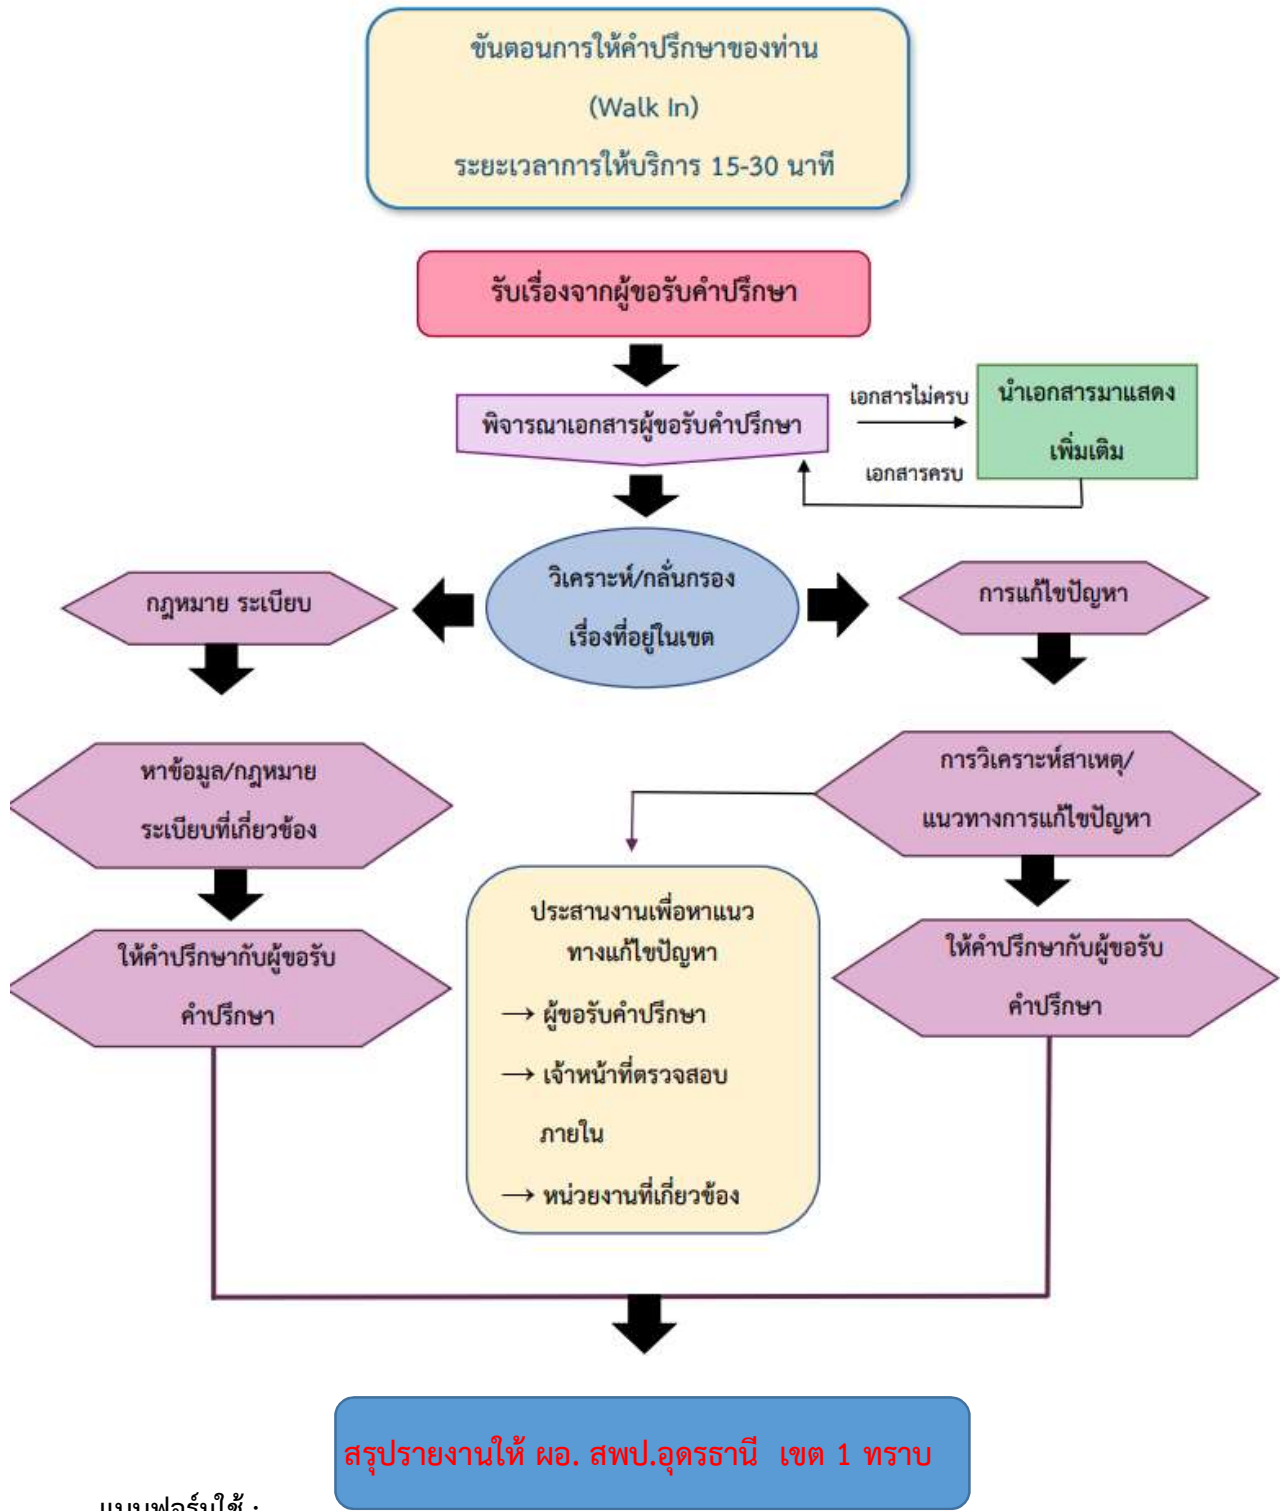 ขันตอนการให้คำปรึกษาของท่าน
(Walk In)
ระยะเวลาการให้บริการ 15-30 นาที
รับเรื่องจากผู้ขอรับคำปรึกษา
พิจารณาเอกสารผู้ขอรับคำปรึกษา
เอกสารไม่ครบ
นำเอกสารมาแสดง
เพิ่มเติม
เอกสารครบ
วิเคราะห์/กลั่นกรอง
เรื่องที่อยู่ในเขต
กฎหมาย ระเบียบ
การแก้ไขปัญหา
หาข้อมูล/กฎหมาย
ระเบียบที่เกี่ยวข้อง
การวิเคราะห์สาเหตุ/
แนวทางการแก้ไขปัญหา
ให้คำปรึกษากับผู้ขอรับ
คำปรึกษา
ประสานงานเพื่อหาแนว
ทางแก้ไขปัญหา
→ ผู้ขอรับคำปรึกษา
→ เจ้าหน้าที่ตรวจสอบ
ภายใน
→ หน่วยงานที่เกี่ยวข้อง
ให้คำปรึกษากับผู้ขอรับ
คำปรึกษา
สรุปรายงานให้ ผอ. สพป.อุดรธานี เขต 1 ทราบ
แบบฟอร์มใช้ :